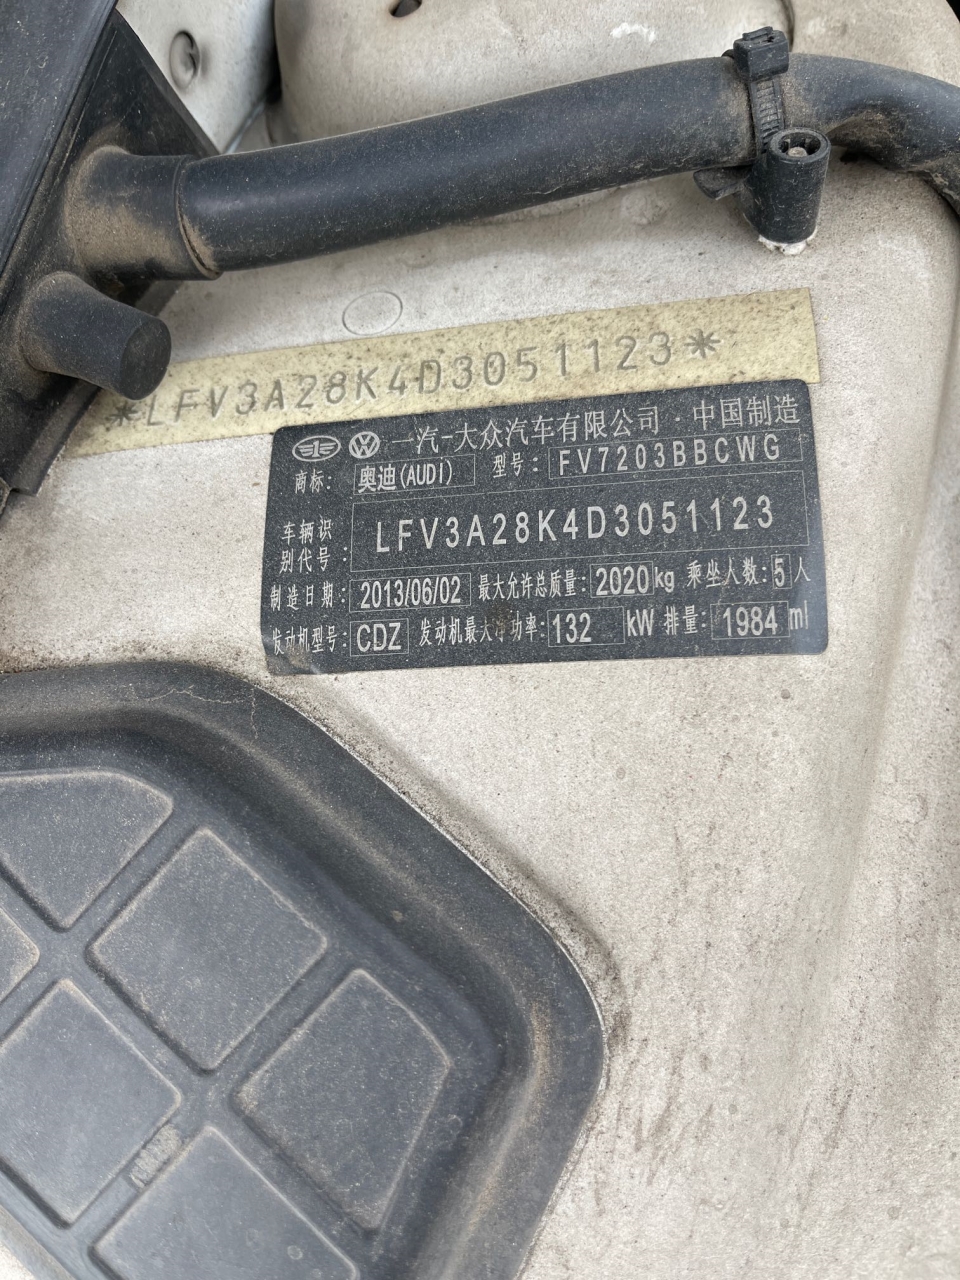 *LFV3A28K4D3051123*
一汽-大众汽车有限公司·中国制造
商标: 奥迪(AUDI) 型号: FV7203BBCWG
车辆识别代号: LFV3A28K4D3051123
制造日期: 2013/06/02 最大允许总质量: 2020kg 乘坐人数: 5人
发动机型号: CDZ 发动机最大净功率: 132 kW 排量: 1984 ml